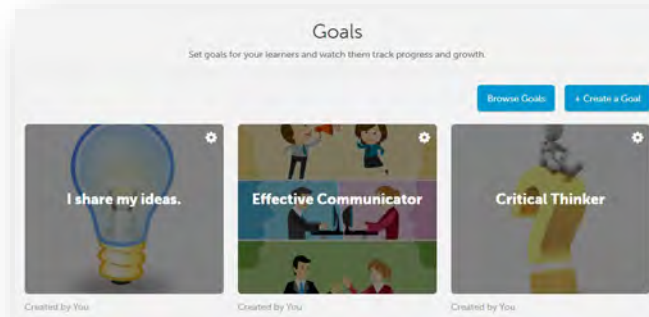 Goals
Set goals for your learners and watch them track progress and growth.
Browse Goals
+ Create a Goal
I share my ideas.
Effective Communicator
Critical Thinker
Created by You
Created by You
Created by You